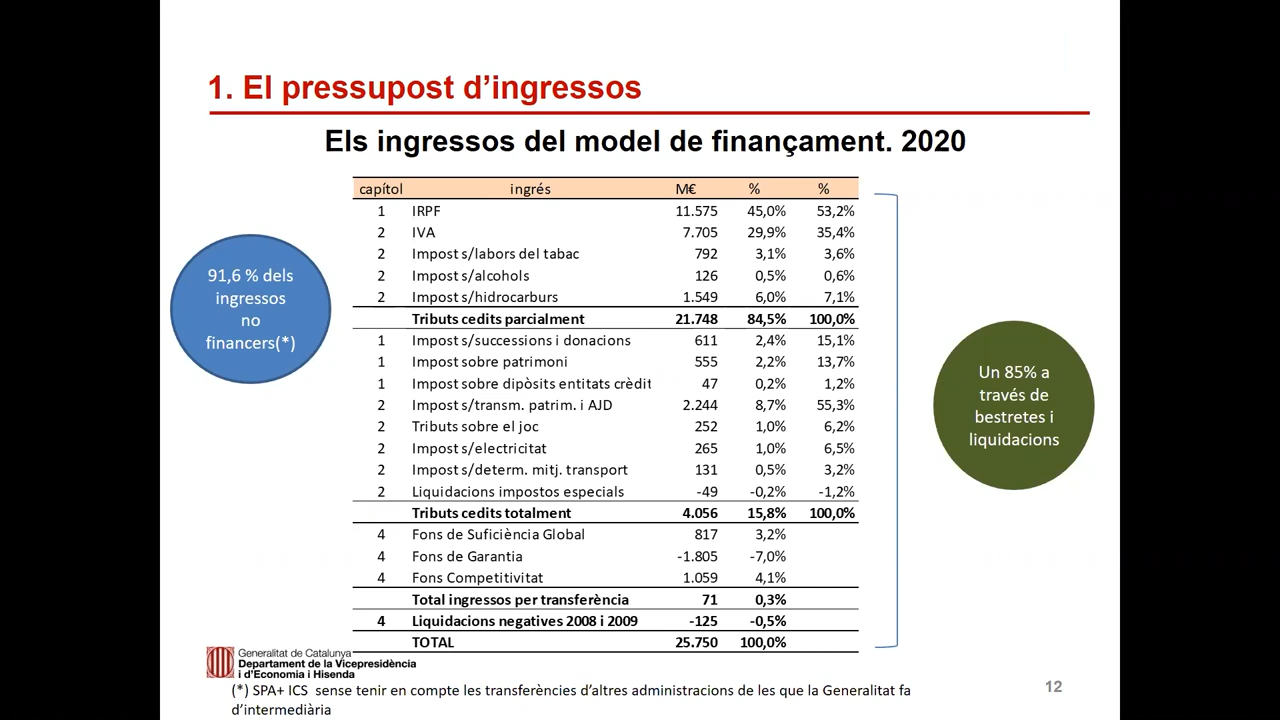 1. El pressupost d’ingressos
Els ingressos del model de finançament. 2020
capítol ingrés M€ % %
1 IRPF 11.575 45,0% 53,2%
2 IVA 7.705 29,9% 35,4%
2 Impost s/labors del tabac 792 3,1% 3,6%
2 Impost s/alcohols 126 0,5% 0,6%
2 Impost s/hidrocarburs 1.549 6,0% 7,1%
Tributs cedits parcialment 21.748 84,5% 100,0%
1 Impost s/successions i donacions 611 2,4% 15,1%
1 Impost sobre patrimoni 555 2,2% 13,7%
1 Impost sobre dipòsits entitats crèdit 47 0,2% 1,2%
2 Impost s/transm. patrim. i AJD 2.244 8,7% 55,3%
2 Tributs sobre el joc 252 1,0% 6,2%
2 Impost s/electricitat 265 1,0% 6,5%
2 Impost s/determ. mitj. transport 131 0,5% 3,2%
2 Liquidacions impostos especials -49 -0,2% -1,2%
Tributs cedits totalment 4.056 15,8% 100,0%
4 Fons de Suficiència Global 817 3,2%
4 Fons de Garantia -1.805 -7,0%
4 Fons Competitivitat 1.059 4,1%
Total ingressos per transferència 71 0,3%
4 Liquidacions negatives 2008 i 2009 -125 -0,5%
TOTAL 25.750 100,0%
91,6 % dels
ingressos
no
financers(*)
Un 85% a
través de
bestretes i
liquidacions
Generalitat de Catalunya
Departament de la Vicepresidència
i d’Economia i Hisenda
(*) SPA+ ICS sense tenir en compte les transferències d’altres administracions de les que la Generalitat fa
d’intermediària
12